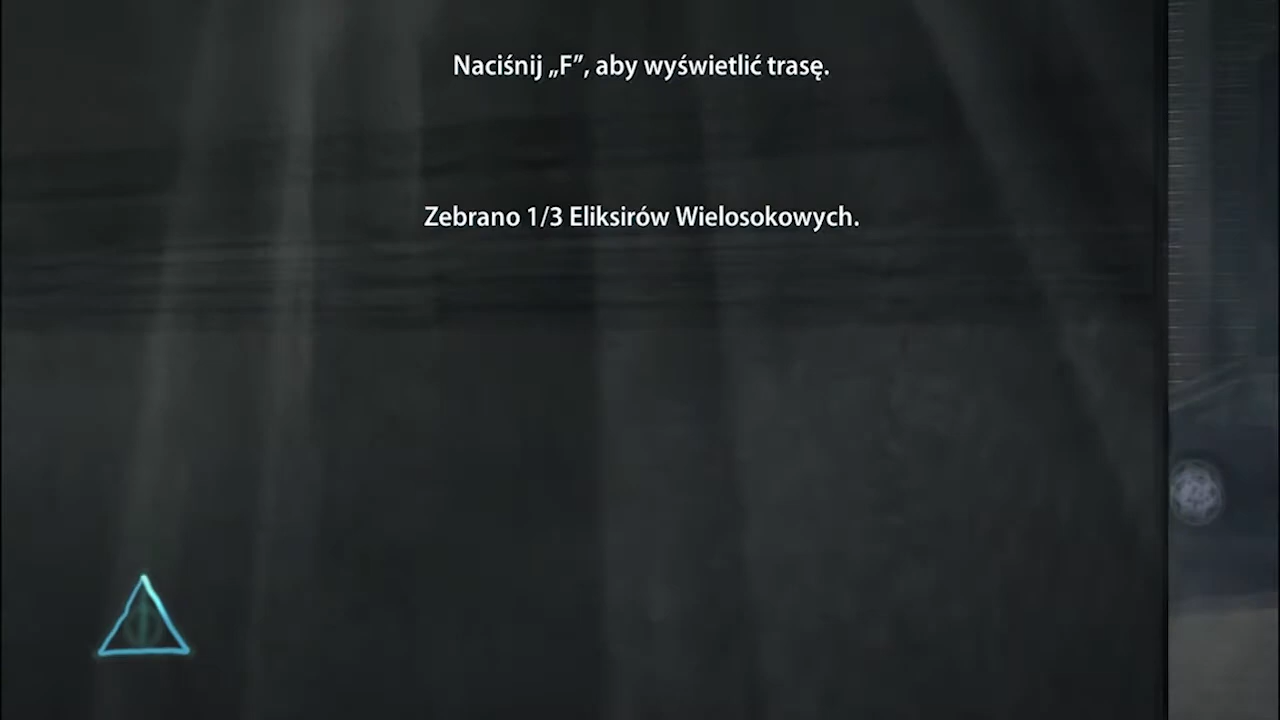 Naciśnij „F”, aby wyświetlić trasę.
Zebrano 1/3 Eliksirów Wielosokowych.